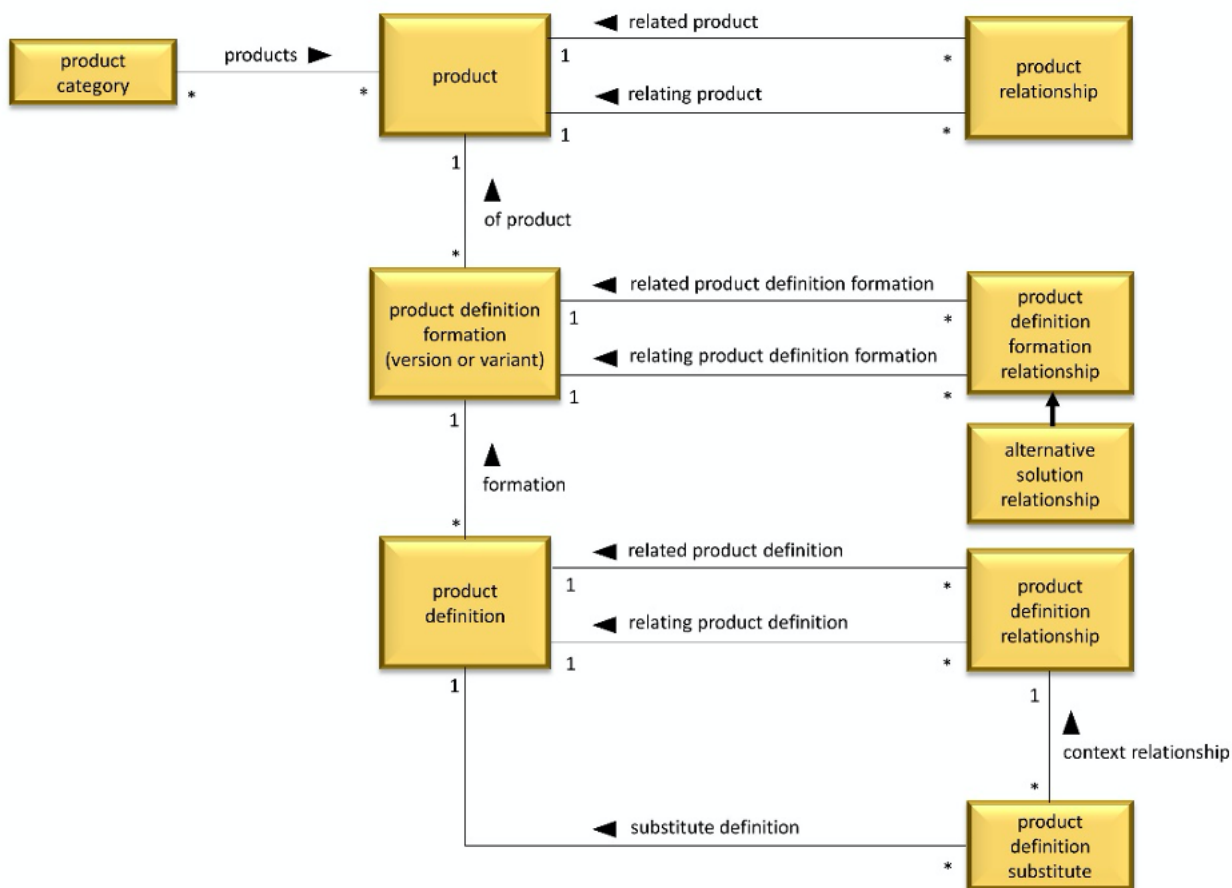 related product
1
*
product
category
products
*
*
product
product
relationship
relating product
1
*
1
of product
*
product definition
formation
(version or variant)
related product definition formation
1
*
relating product definition formation
1
*
product
definition
formation
relationship
1
formation
*
alternative
solution
relationship
product
definition
related product definition
1
*
relating product definition
1
*
product
definition
relationship
1
1
context relationship
*
substitute definition
*
product
definition
substitute